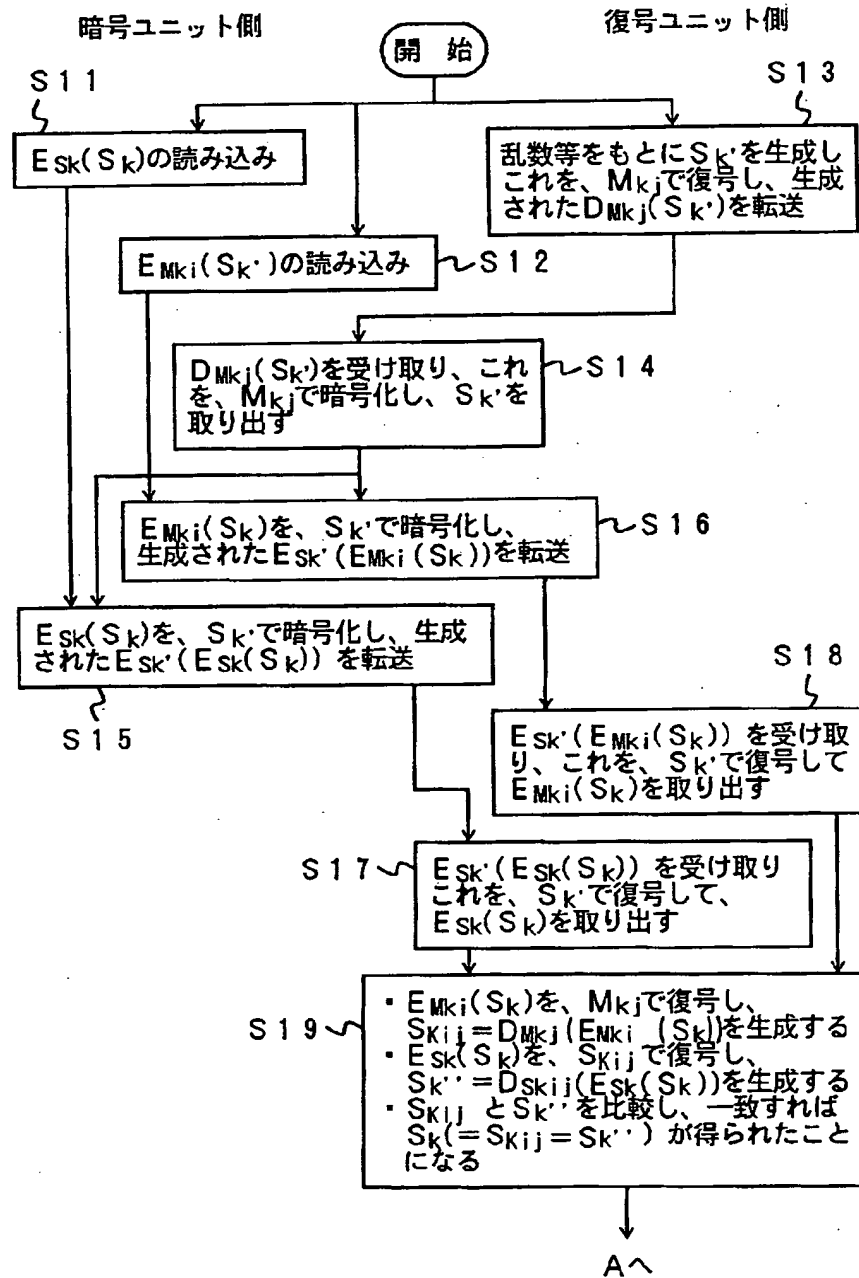 暗号ユニット側
復号ユニット側
開 始
S11
S13
ESk(Sk)の読み込み
乱数等をもとにSk'を生成し
これを、Mkjで復号し、生成
されたDMkj(Sk')を転送
EMki(Sk')の読み込み
S12
DMkj(Sk')を受け取り、これ
を、Mkjで暗号化し、Sk'を
取り出す
S14
EMki(Sk)を、Sk'で暗号化し、
生成されたESk'(EMki(Sk))を転送
S16
ESk(Sk)を、Sk'で暗号化し、生成
されたESk'(ESk(Sk))を転送
S15
S18
ESk'(EMki(Sk))を受け取
り、これを、Sk'で復号して
EMki(Sk)を取り出す
S17
ESk'(ESk(Sk))を受け取り
これを、Sk'で復号して、
ESk(Sk)を取り出す
S19
・EMki(Sk)を、Mkjで復号し、
SKij=DMkj(EMki(Sk))を生成する
・ESk(Sk)を、SKijで復号し、
Sk''=DSkij(ESk(Sk))を生成する
・SKijとSk''を比較し、一致すれば
Sk(=SKij=Sk'')が得られたこと
になる
Aへ